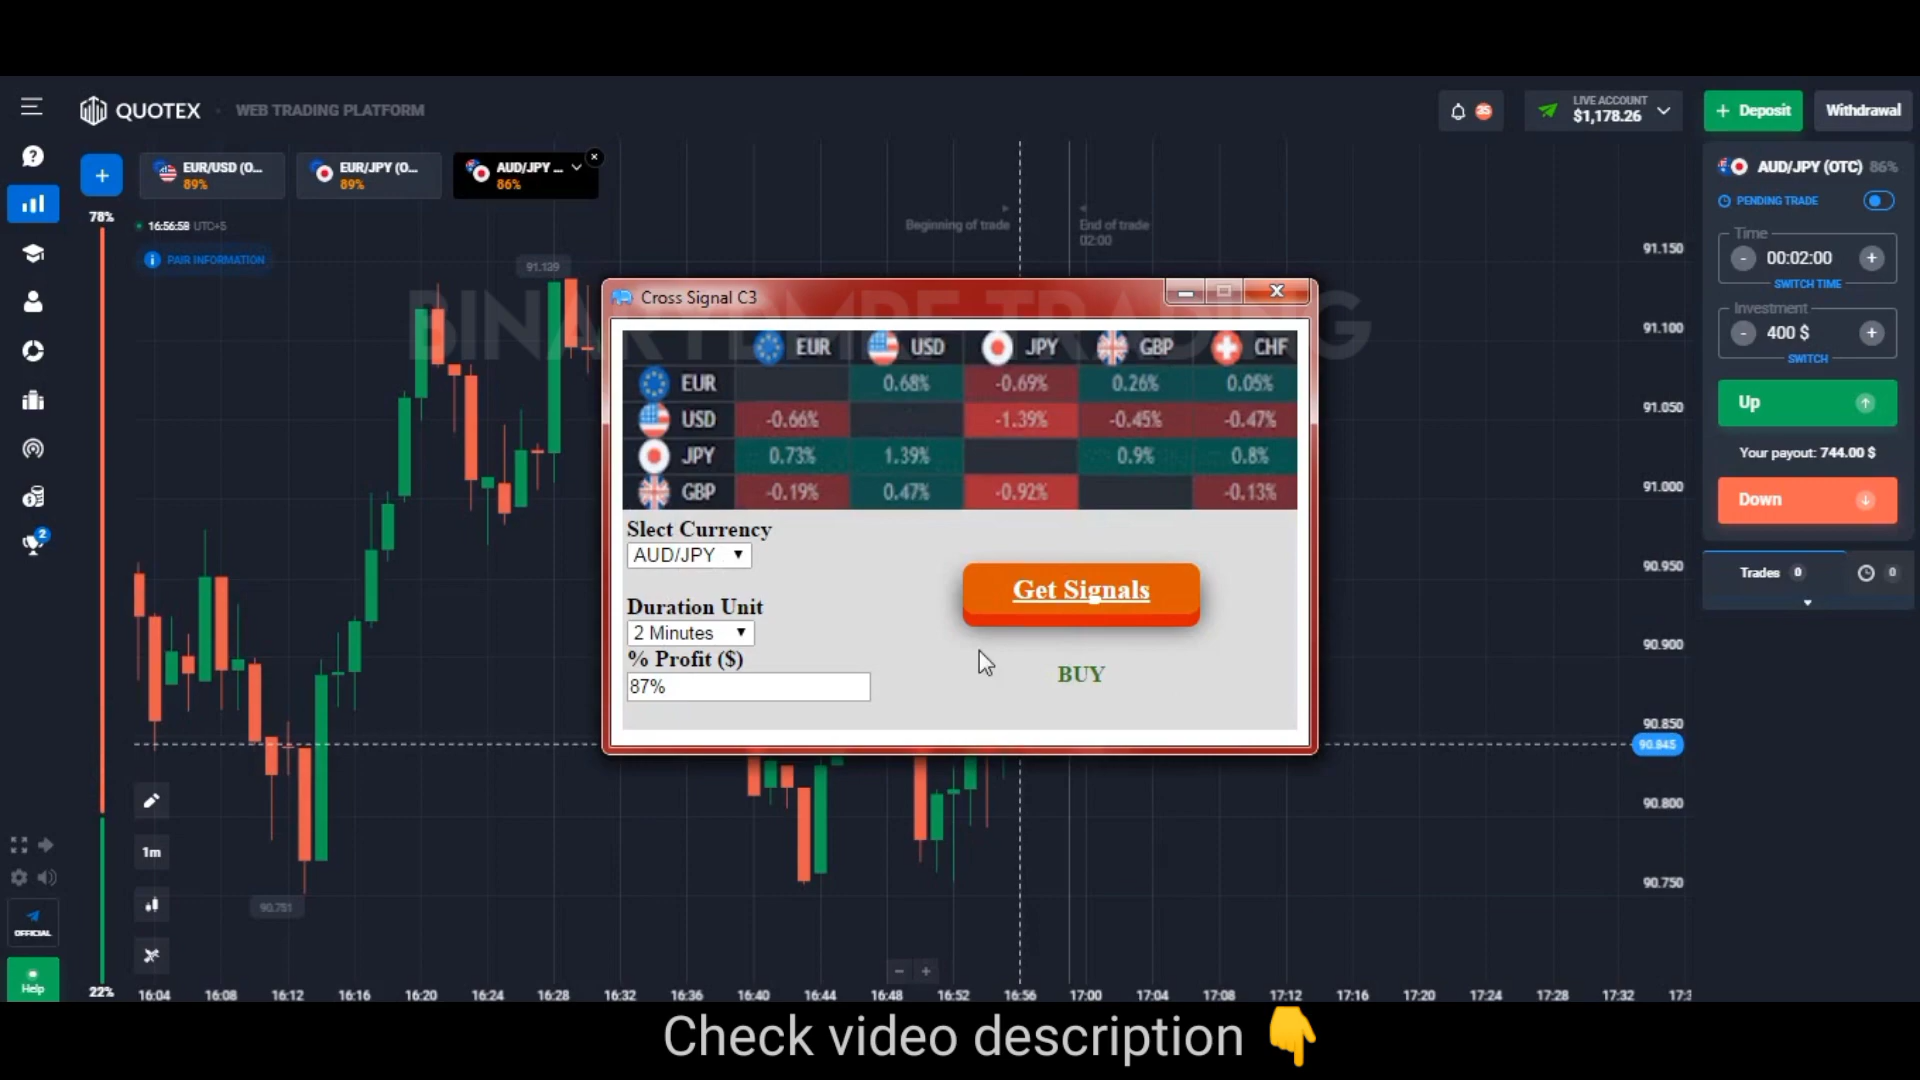 QUOTEX
WEB TRADING PLATFORM
35
LIVE ACCOUNT
$1,178.26
+ Deposit
Withdrawal
+
EUR/USD (O...
89%
EUR/JPY (O...
89%
AUD/JPY ...
86%
AUD/JPY (OTC) 86%
PENDING TRADE
Time
- 00:02:00 +
SWITCH TIME
Investment
- 400 $ +
SWITCH
Up
Your payout: 744.00 $
Down
Trades 0
0
78%
16:56:58 UTC+5
PAIR INFORMATION
Beginning of trade
End of trade
02:00
91.139
TRADING
Cross Signal C3
EUR USD JPY GBP CHF
EUR 0.68% -0.69% 0.26% 0.05%
USD -0.66% -1.39% -0.45% -0.47%
JPY 0.73% 1.39% 0.9% 0.8%
GBP -0.19% 0.47% -0.92% -0.13%
Slect Currency
AUD/JPY
Duration Unit
2 Minutes
% Profit ($)
87%
Get Signals
BUY
91.150
91.100
91.050
91.000
90.950
90.900
90.850
90.845
90.800
90.750
90.751
2
1m
OFFICIAL
Help
22%
16:04 16:08 16:12 16:16 16:20 16:24 16:28 16:32 16:36 16:40 16:44 16:48 16:52 16:56 17:00 17:04 17:08 17:12 17:16 17:20 17:24 17:28 17:32
Check video description 👇